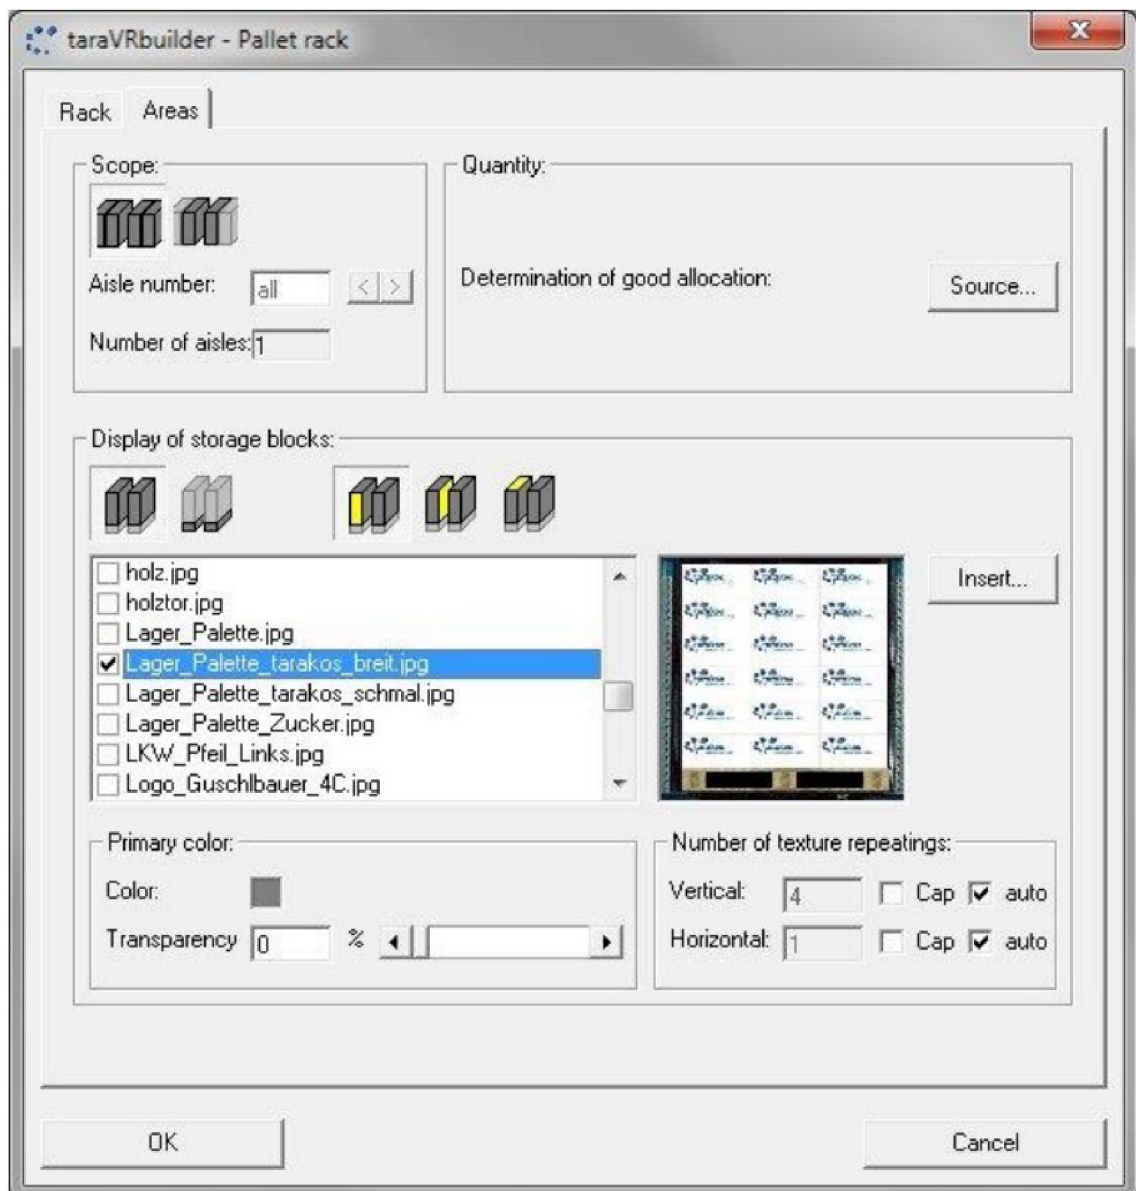 taraVRbuilder - Pallet rack
Rack Areas
Scope:
Quantity:
Aisle number: all < >
Determination of good allocation: Source...
Number of aisles: 1
Display of storage blocks:
holz.jpg
holztor.jpg
Lager_Palette.jpg
Lager_Palette_tarakos_breit.jpg
Lager_Palette_tarakos_schmal.jpg
Lager_Palette_Zucker.jpg
LKW_Pfeil_Links.jpg
Logo_Guschlbauer_4C.jpg
Insert...
Primary color:
Color:
Transparency 0 %
Number of texture repeatings:
Vertical: 4 Cap auto
Horizontal: 1 Cap auto
OK Cancel